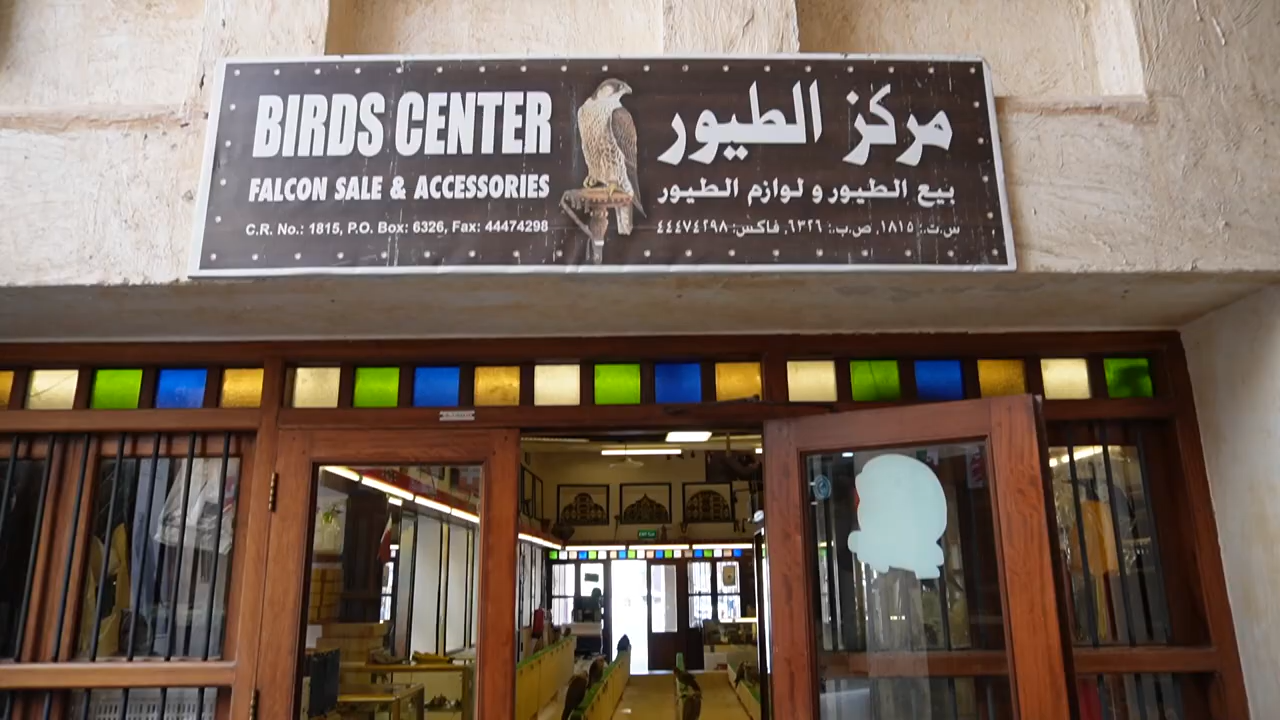 BIRDS CENTER
FALCON SALE & ACCESSORIES
C.R. No.: 1815, P.O. Box: 6326, Fax: 44474298
مركز الطيور
بيع الطيور و لوازم الطيور
س.ت.: ١٨١٥, ص.ب.: ٦٣٢٦, فاكس: ٤٤٤٧٤٢٩٨